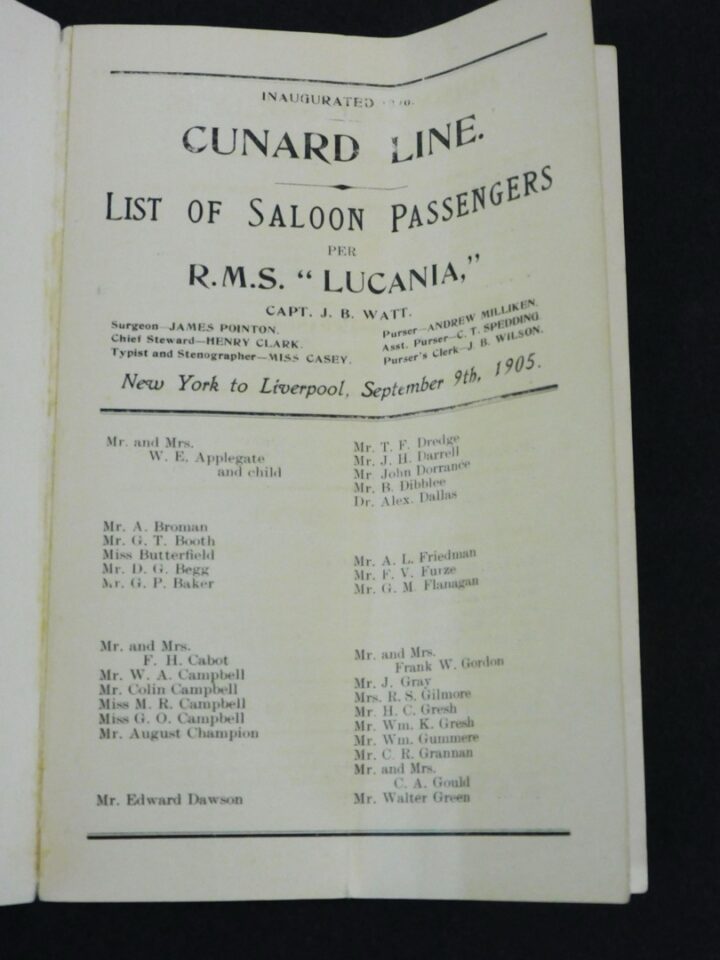 INAUGURATED
CUNARD LINE.
LIST OF SALOON PASSENGERS
PER
R.M.S. "LUCANIA,"
CAPT. J. B. WATT.
Surgeon—JAMES POINTON.
Chief Steward—HENRY CLARK.
Typist and Stenographer—MISS CASEY.
Purser—ANDREW MILLIKEN.
Asst. Purser—C. T. SPEDDING.
Purser's Clerk—J. B. WILSON.
New York to Liverpool, September 9th, 1905.
Mr. and Mrs.
W. E. Applegate
and child
Mr. A. Broman
Mr. G. T. Booth
Miss Butterfield
Mr. D. G. Begg
Mr. G. P. Baker
Mr. and Mrs.
F. H. Cabot
Mr. W. A. Campbell
Mr. Colin Campbell
Miss M. R. Campbell
Miss G. O. Campbell
Mr. August Champion
Mr. Edward Dawson
Mr. T. F. Dredge
Mr. J. H. Darrell
Mr John Dorrance
Mr. B. Dibblee
Dr. Alex. Dallas
Mr. A. L. Friedman
Mr. F. V. Furze
Mr. G. M. Flanagan
Mr. and Mrs.
Frank W. Gordon
Mr. J. Gray
Mrs. R. S. Gilmore
Mr. H. C. Gresh
Mr. Wm. K. Gresh
Mr. Wm. Gummere
Mr. C. R. Grannan
Mr. and Mrs.
C. A. Gould
Mr. Walter Green